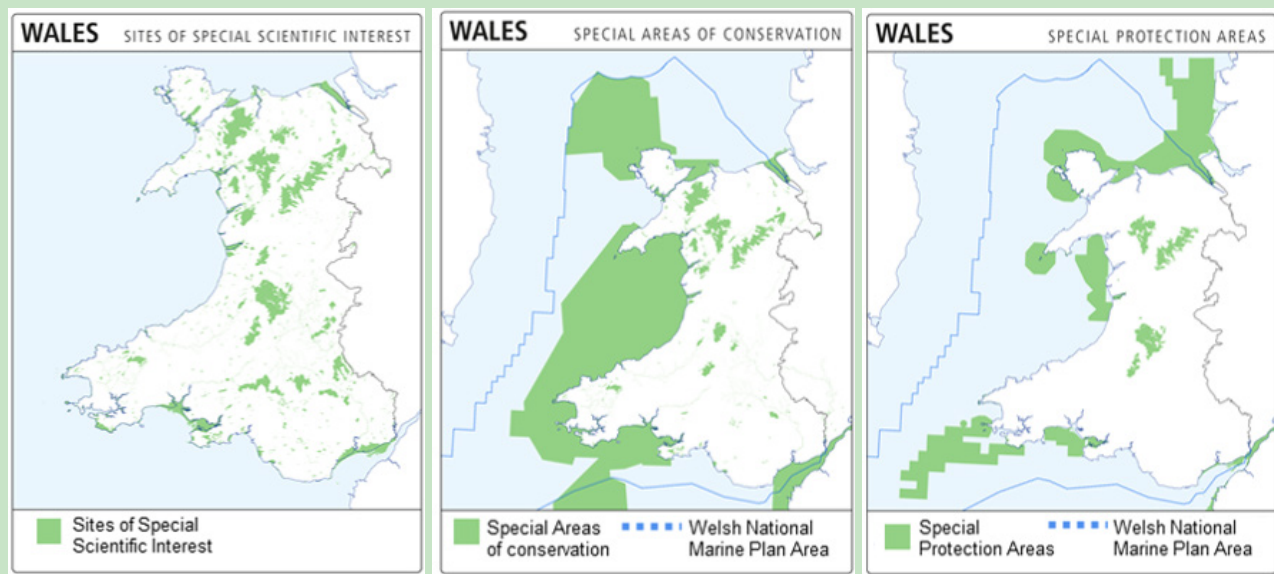 WALES SITES OF SPECIAL SCIENTIFIC INTEREST
Sites of Special
Scientific Interest
WALES SPECIAL AREAS OF CONSERVATION
Special Areas
of conservation
Welsh National
Marine Plan Area
WALES SPECIAL PROTECTION AREAS
Special
Protection Areas
Welsh National
Marine Plan Area